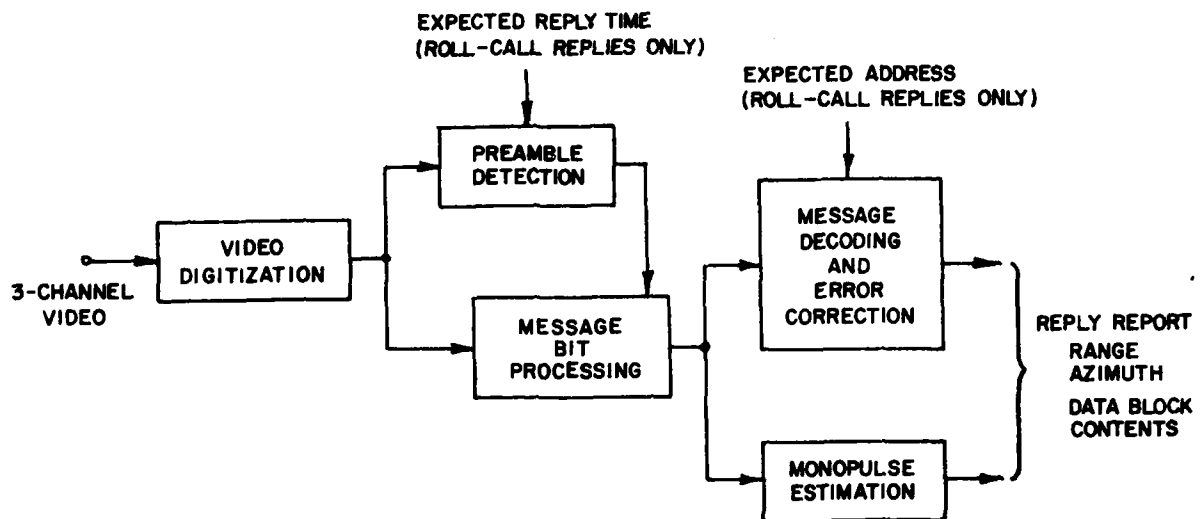 EXPECTED REPLY TIME
(ROLL-CALL REPLIES ONLY)
EXPECTED ADDRESS
(ROLL-CALL REPLIES ONLY)
PREAMBLE
DETECTION
VIDEO
DIGITIZATION
3-CHANNEL
VIDEO
MESSAGE
BIT
PROCESSING
MESSAGE
DECODING
AND
ERROR
CORRECTION
MONOPULSE
ESTIMATION
REPLY REPORT
RANGE
AZIMUTH
DATA BLOCK
CONTENTS